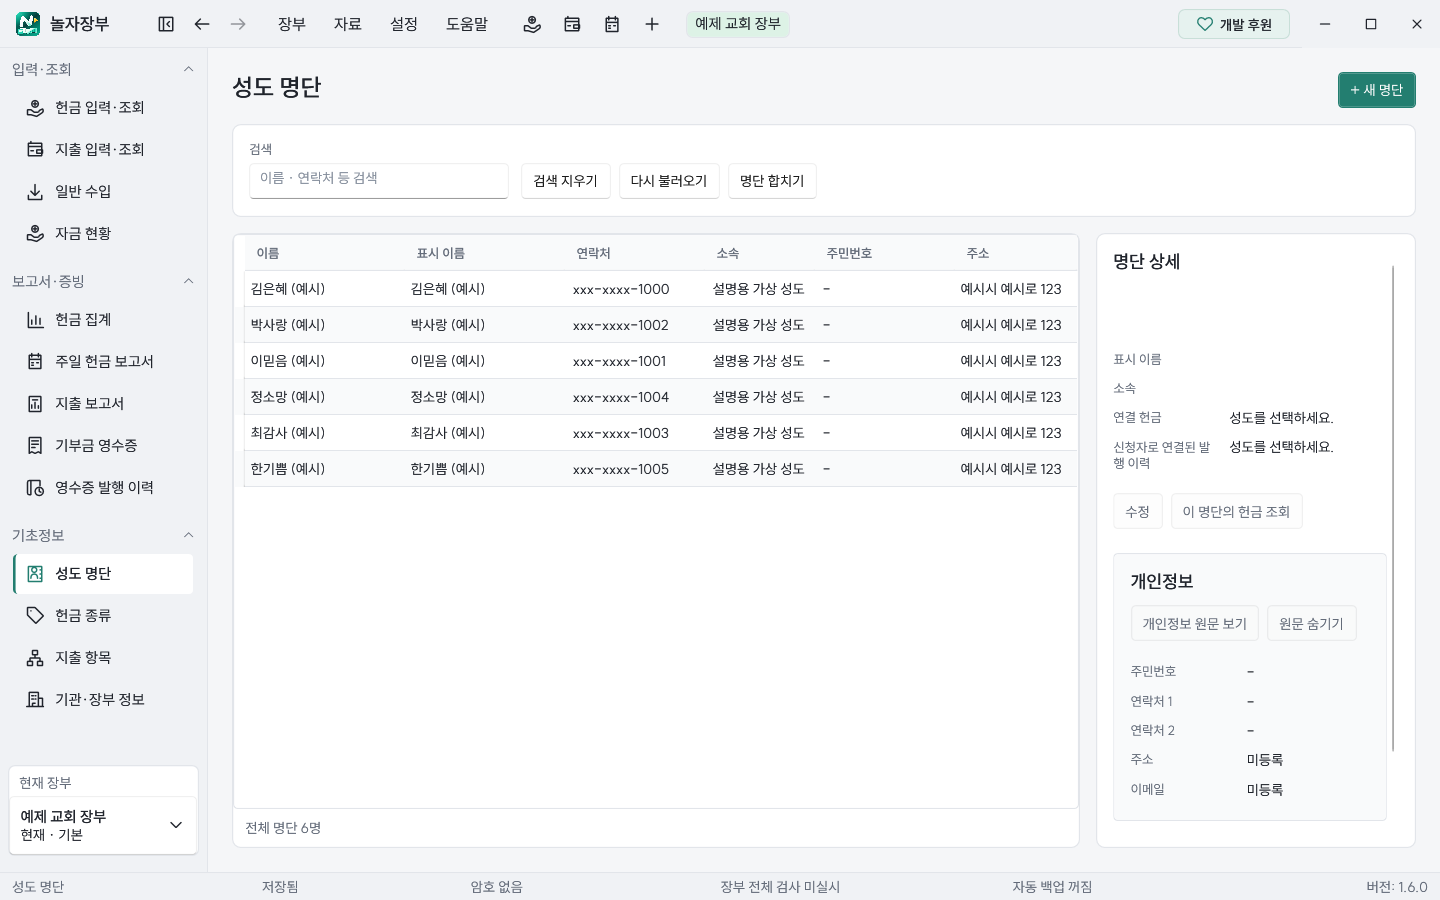 놀자장부
장부
자료
설정
도움말
예제 교회 장부
개발 후원
입력·조회
헌금 입력·조회
지출 입력·조회
일반 수입
자금 현황
보고서·증빙
헌금 집계
주일 헌금 보고서
지출 보고서
기부금 영수증
영수증 발행 이력
기초정보
성도 명단
헌금 종류
지출 항목
기관·장부 정보
현재 장부
예제 교회 장부
현재 · 기본
성도 명단
+ 새 명단
검색
이름 · 연락처 등 검색
검색 지우기
다시 불러오기
명단 합치기
이름 표시 이름 연락처 소속 주민번호 주소
김은혜 (예시) 김은혜 (예시) xxx-xxxx-1000 설명용 가상 성도 - 예시시 예시로 123
박사랑 (예시) 박사랑 (예시) xxx-xxxx-1002 설명용 가상 성도 - 예시시 예시로 123
이믿음 (예시) 이믿음 (예시) xxx-xxxx-1001 설명용 가상 성도 - 예시시 예시로 123
정소망 (예시) 정소망 (예시) xxx-xxxx-1004 설명용 가상 성도 - 예시시 예시로 123
최감사 (예시) 최감사 (예시) xxx-xxxx-1003 설명용 가상 성도 - 예시시 예시로 123
한기쁨 (예시) 한기쁨 (예시) xxx-xxxx-1005 설명용 가상 성도 - 예시시 예시로 123
전체 명단 6명
명단 상세
표시 이름
소속
연결 헌금 성도를 선택하세요.
신청자로 연결된 발 성도를 선택하세요.
행 이력
수정
이 명단의 헌금 조회
개인정보
개인정보 원문 보기
원문 숨기기
주민번호 -
연락처 1 -
연락처 2 -
주소 미등록
이메일 미등록
성도 명단
저장됨
암호 없음
장부 전체 검사 미실시
자동 백업 꺼짐
버전: 1.6.0